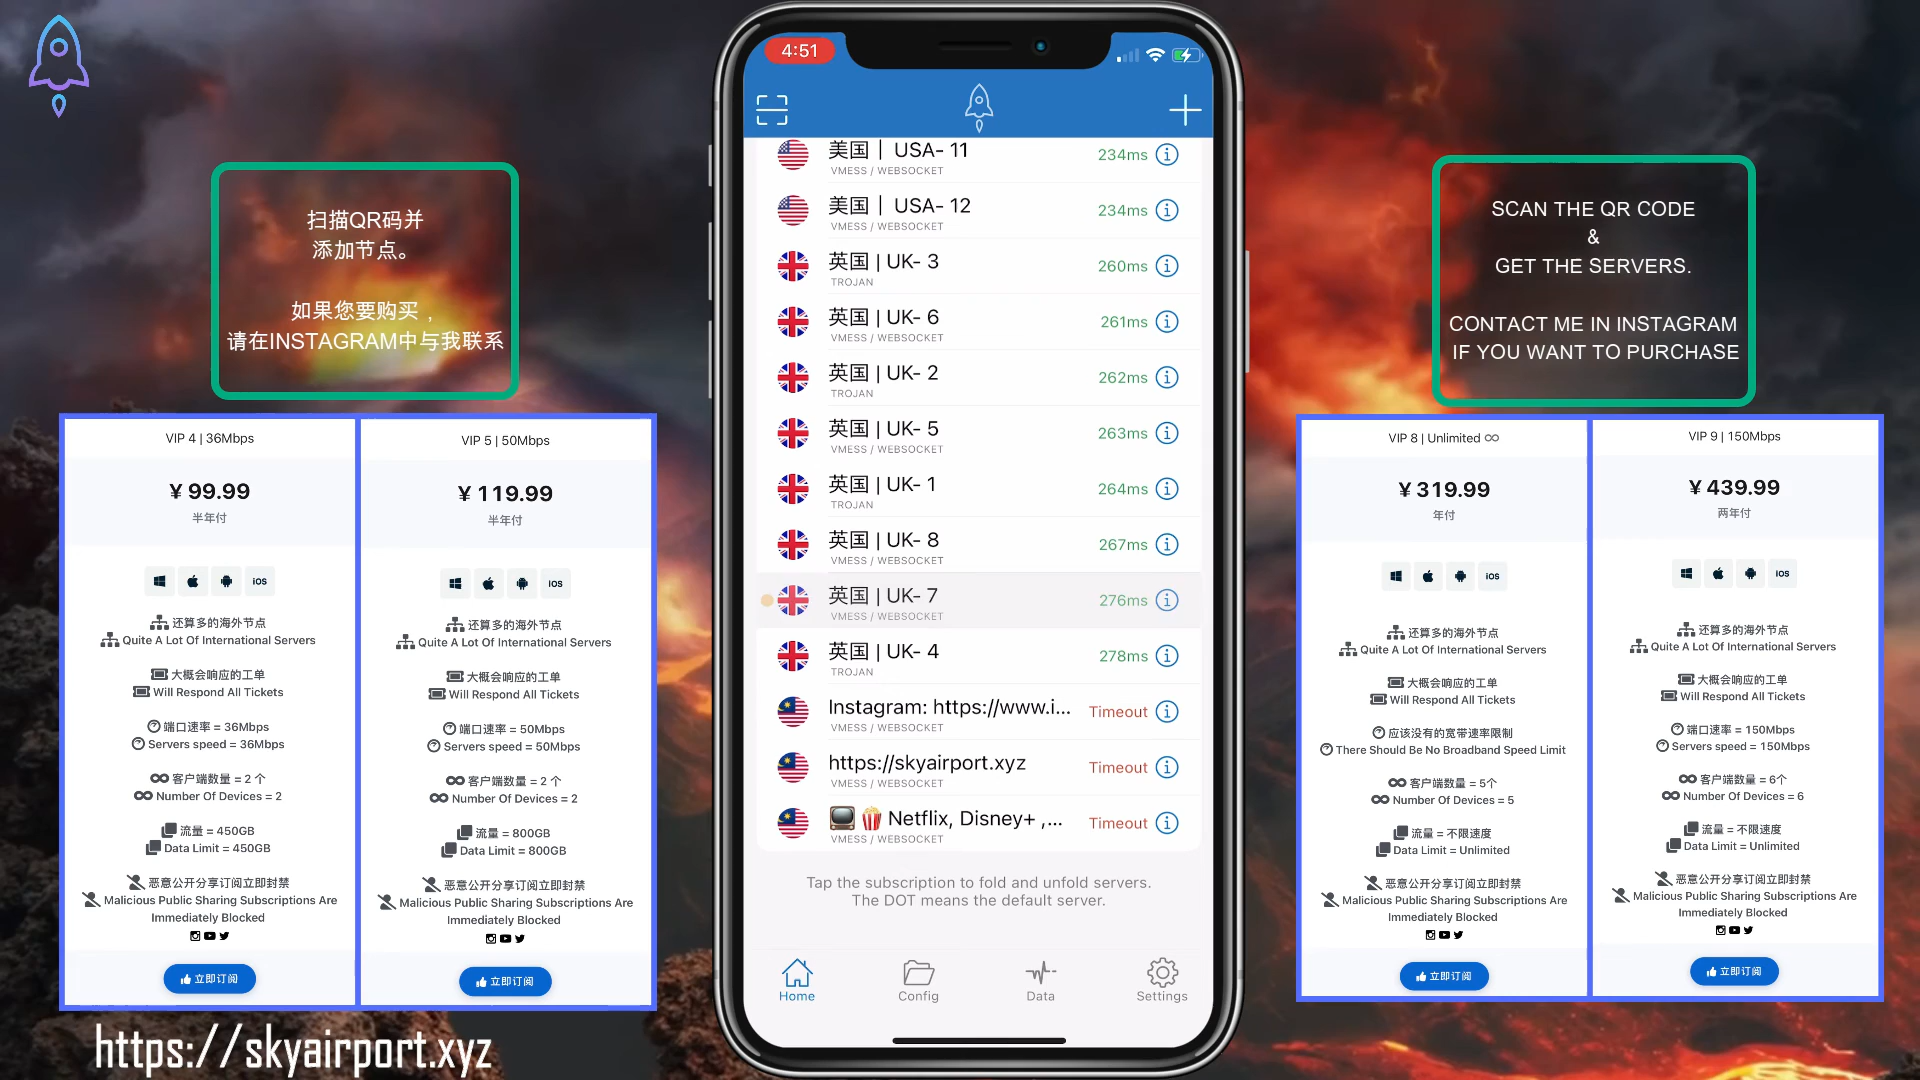 扫描QR码并
添加节点。
如果您要购买，
请在INSTAGRAM中与我联系
VIP 4 | 36Mbps
¥ 99.99
半年付
iOS
还算多的海外节点
Quite A Lot Of International Servers
大概会响应的工单
Will Respond All Tickets
端口速率 = 36Mbps
Servers speed = 36Mbps
客户端数量 = 2 个
Number Of Devices = 2
流量 = 450GB
Data Limit = 450GB
恶意公开分享订阅立即封禁
Malicious Public Sharing Subscriptions Are
Immediately Blocked
立即订阅
VIP 5 | 50Mbps
¥ 119.99
半年付
iOS
还算多的海外节点
Quite A Lot Of International Servers
大概会响应的工单
Will Respond All Tickets
端口速率 = 50Mbps
Servers speed = 50Mbps
客户端数量 = 2 个
Number Of Devices = 2
流量 = 800GB
Data Limit = 800GB
恶意公开分享订阅立即封禁
Malicious Public Sharing Subscriptions Are
Immediately Blocked
立即订阅
https://skyairport.xyz
4:51
美国 | USA- 11 234ms
VMESS / WEBSOCKET
美国 | USA- 12 234ms
VMESS / WEBSOCKET
英国 | UK- 3 260ms
TROJAN
英国 | UK- 6 261ms
VMESS / WEBSOCKET
英国 | UK- 2 262ms
TROJAN
英国 | UK- 5 263ms
VMESS / WEBSOCKET
英国 | UK- 1 264ms
TROJAN
英国 | UK- 8 267ms
VMESS / WEBSOCKET
英国 | UK- 7 276ms
VMESS / WEBSOCKET
英国 | UK- 4 278ms
TROJAN
Instagram: https://www.i... Timeout
VMESS / WEBSOCKET
https://skyairport.xyz Timeout
VMESS / WEBSOCKET
📺🍿 Netflix, Disney+ ,... Timeout
VMESS / WEBSOCKET
Tap the subscription to fold and unfold servers.
The DOT means the default server.
Home Config Data Settings
SCAN THE QR CODE
&
GET THE SERVERS.
CONTACT ME IN INSTAGRAM
IF YOU WANT TO PURCHASE
VIP 8 | Unlimited ∞
¥ 319.99
年付
iOS
还算多的海外节点
Quite A Lot Of International Servers
大概会响应的工单
Will Respond All Tickets
应该没有的宽带速率限制
There Should Be No Broadband Speed Limit
客户端数量 = 5个
Number Of Devices = 5
流量 = 不限速度
Data Limit = Unlimited
恶意公开分享订阅立即封禁
Malicious Public Sharing Subscriptions Are
Immediately Blocked
立即订阅
VIP 9 | 150Mbps
¥ 439.99
两年付
iOS
还算多的海外节点
Quite A Lot Of International Servers
大概会响应的工单
Will Respond All Tickets
端口速率 = 150Mbps
Servers speed = 150Mbps
客户端数量 = 6个
Number Of Devices = 6
流量 = 不限速度
Data Limit = Unlimited
恶意公开分享订阅立即封禁
Malicious Public Sharing Subscriptions Are
Immediately Blocked
立即订阅